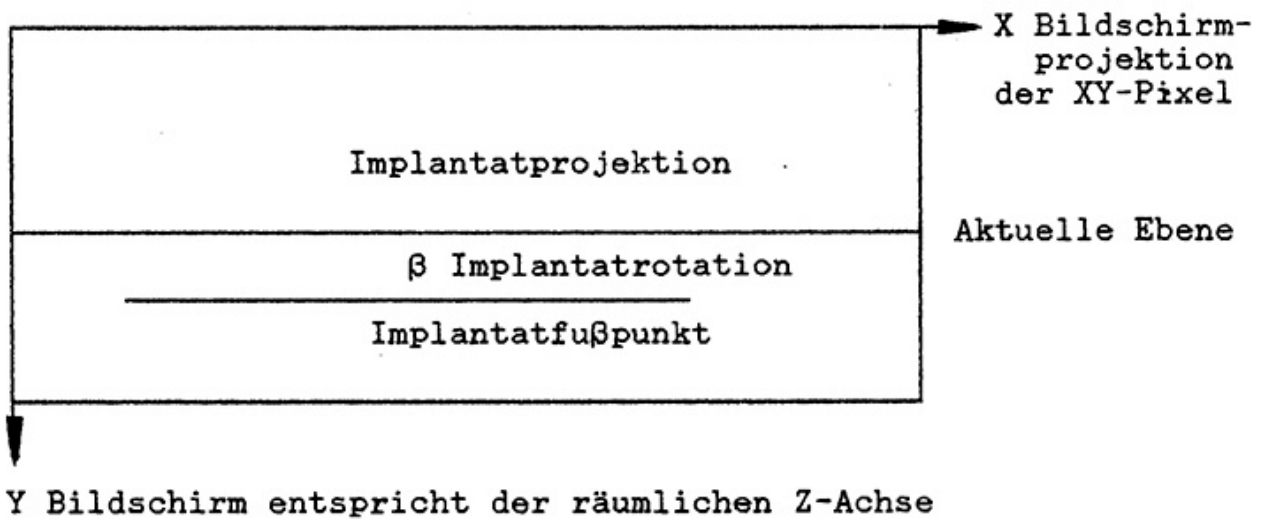 X Bildschirm-
projektion
der XY-Pixel
Implantatprojektion
Aktuelle Ebene
β Implantatrotation
Implantatfußpunkt
Y Bildschirm entspricht der räumlichen Z-Achse